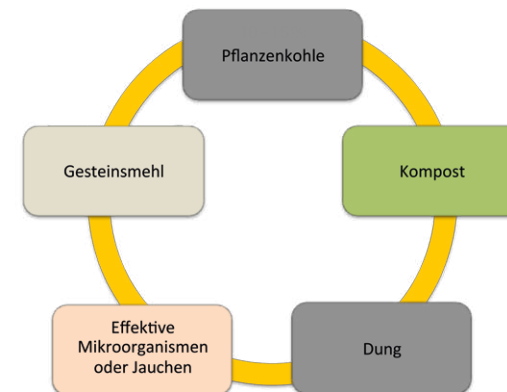 Pflanzenkohle
Kompost
Dung
Effektive
Mikroorganismen
oder Jauchen
Gesteinsmehl